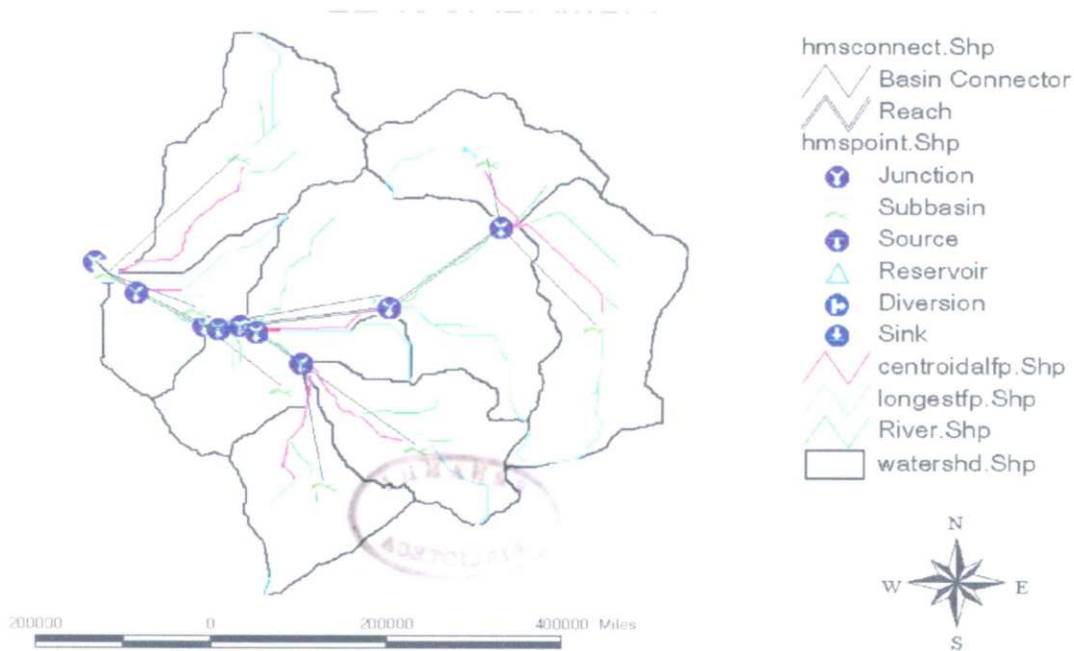 hmsconnect.Shp
Basin Connector
Reach
hmspoint.Shp
Junction
Subbasin
Source
Reservoir
Diversion
Sink
centroidalfp.Shp
longestfp.Shp
River.Shp
watershd.Shp
N
W E
S
200000 0 200000 400000 Miles